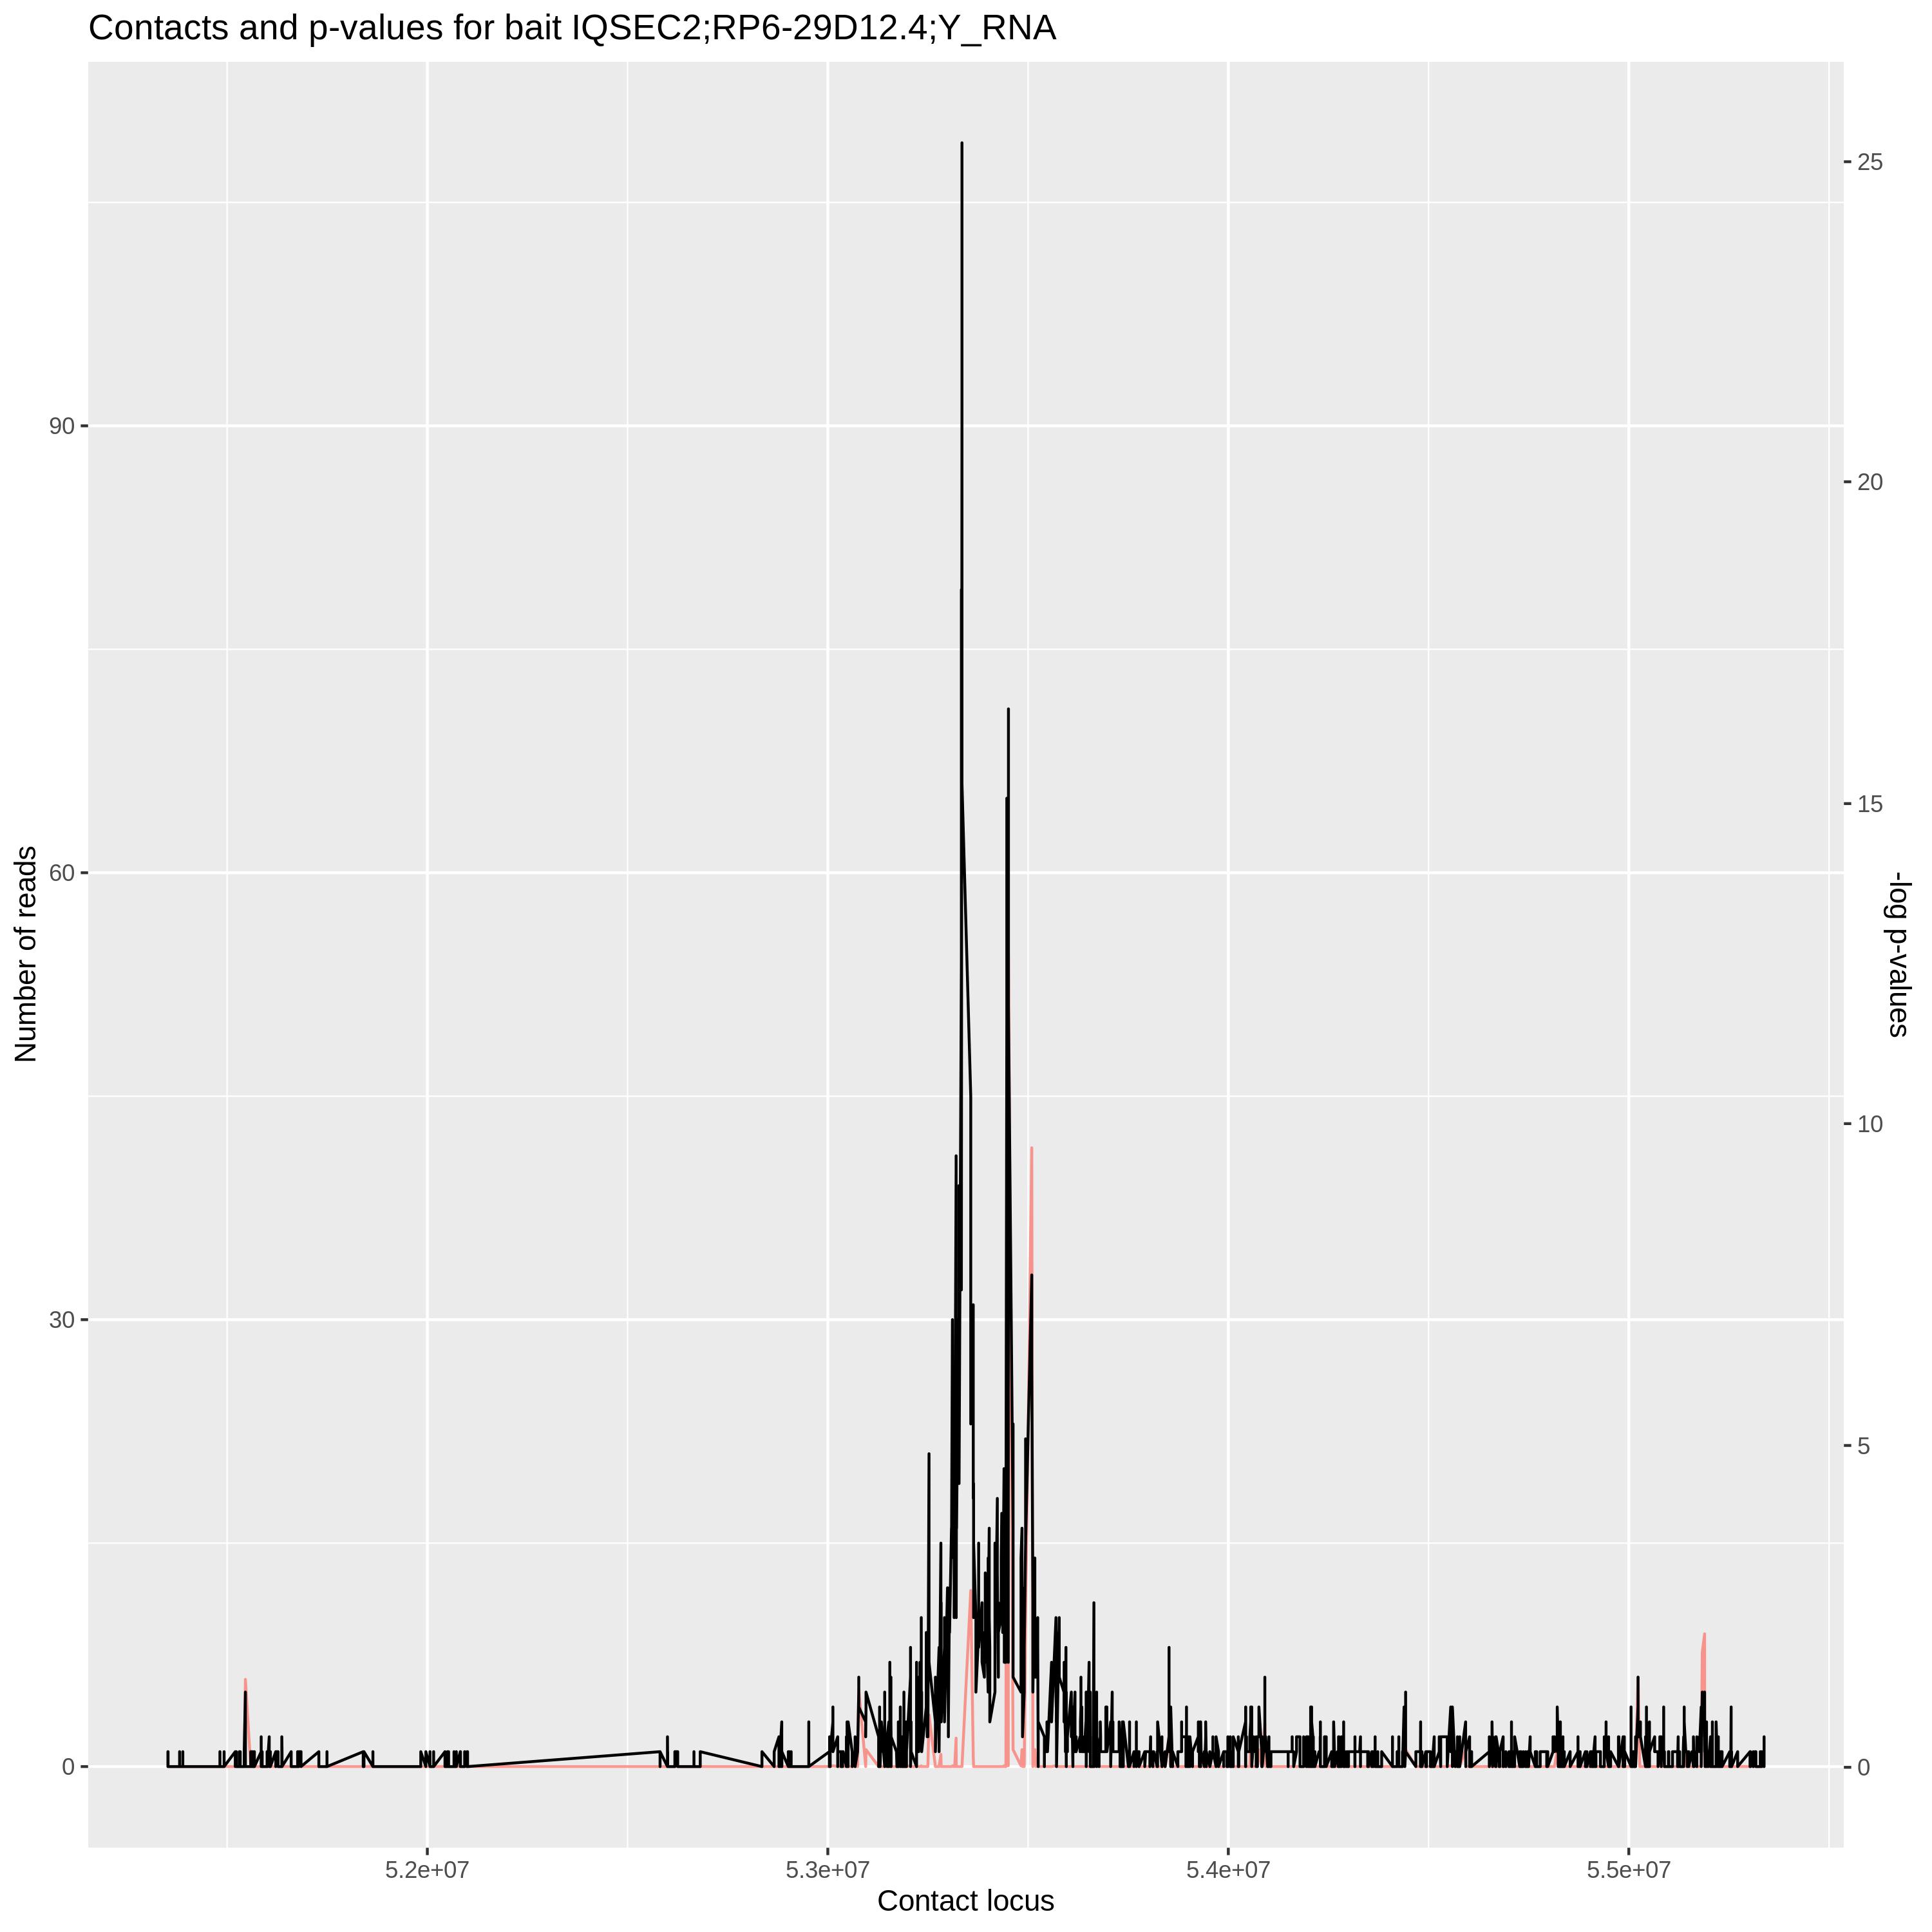 Contacts and p-values for bait IQSEC2;RP6-29D12.4;Y_RNA
90
60
30
0
Number of reads
25
20
15
10
5
0
-log p-values
5.2e+07 5.3e+07 5.4e+07 5.5e+07
Contact locus